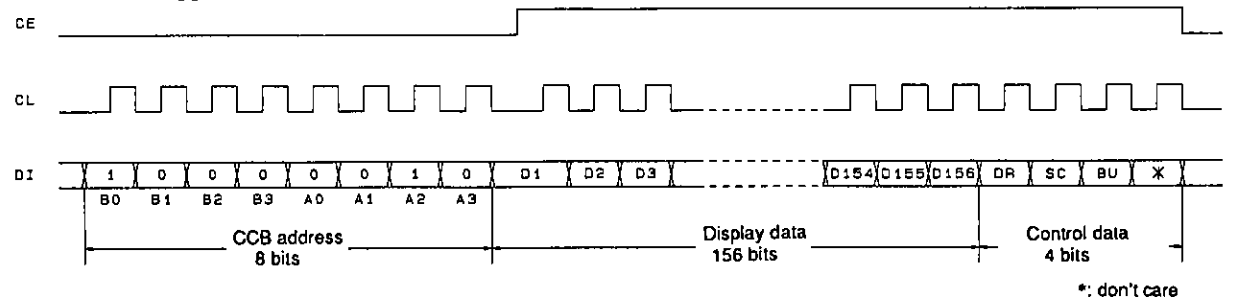 CE
CL
DI 1 0 0 0 0 0 1 0 D1 D2 D3 D154 D155 D156 DR SC BU *
B0 B1 B2 B3 A0 A1 A2 A3
CCB address
8 bits
Display data
156 bits
Control data
4 bits
*: don't care